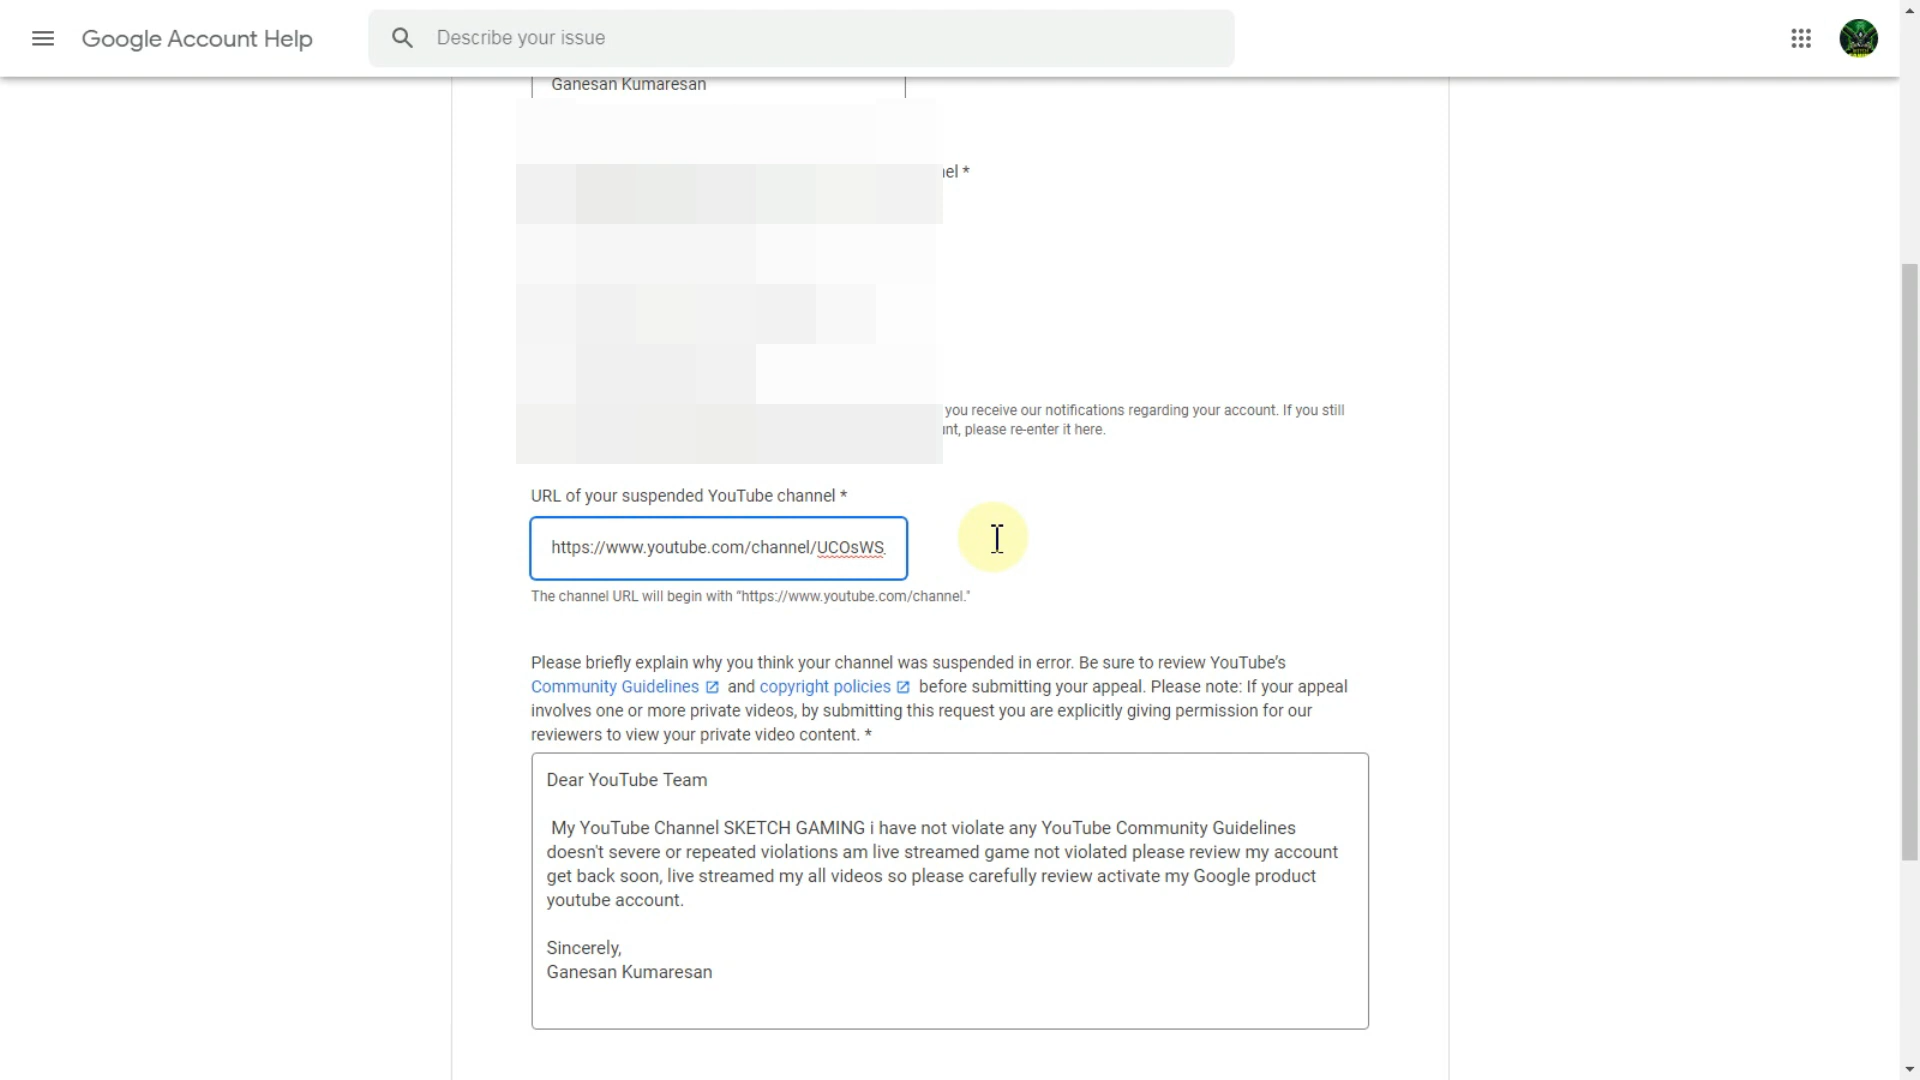 Google Account Help
Describe your issue
Ganesan Kumaresan
nel *
you receive our notifications regarding your account. If you still
please re-enter it here.
URL of your suspended YouTube channel *
https://www.youtube.com/channel/UCOsWS
The channel URL will begin with "https://www.youtube.com/channel."
Please briefly explain why you think your channel was suspended in error. Be sure to review YouTube's
Community Guidelines and copyright policies before submitting your appeal. Please note: If your appeal
involves one or more private videos, by submitting this request you are explicitly giving permission for our
reviewers to view your private video content. *
Dear YouTube Team
My YouTube Channel SKETCH GAMING i have not violate any YouTube Community Guidelines
doesn't severe or repeated violations am live streamed game not violated please review my account
get back soon, live streamed my all videos so please carefully review activate my Google product
youtube account.
Sincerely,
Ganesan Kumaresan